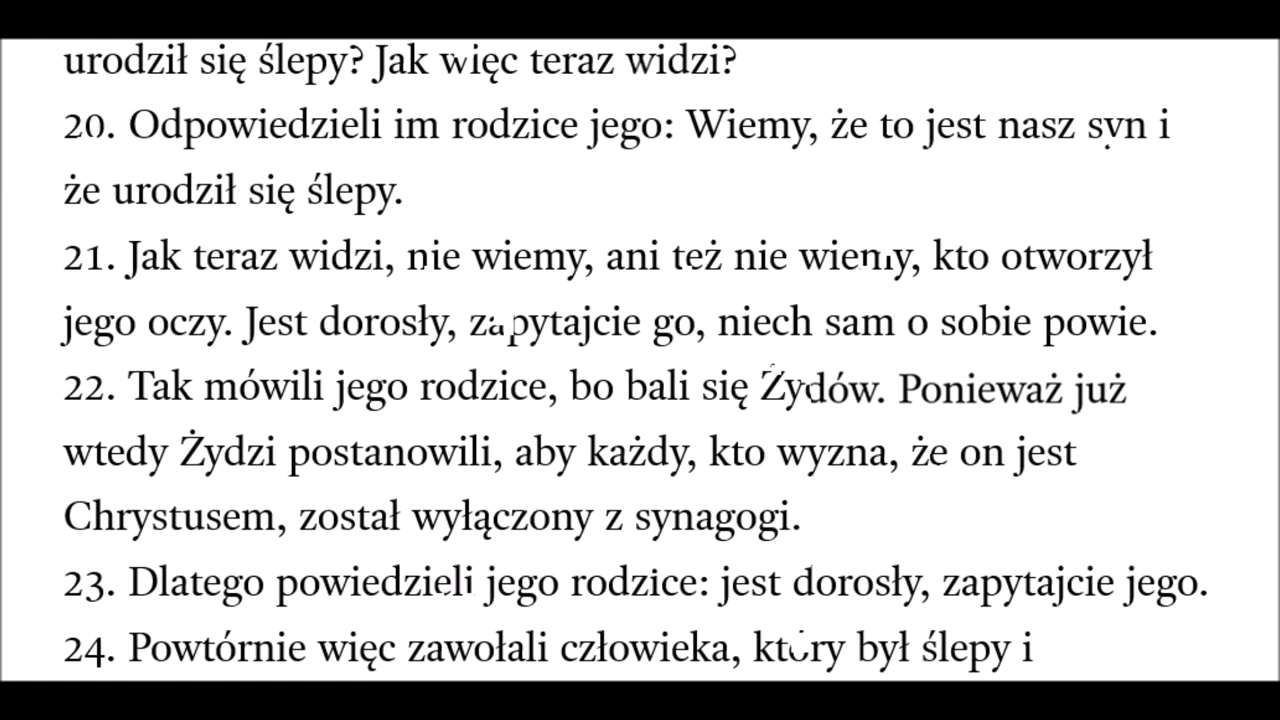 urodził się ślepy? Jak więc teraz widzi?
20. Odpowiedzieli im rodzice jego: Wiemy, że to jest nasz syn i
że urodził się ślepy.
21. Jak teraz widzi, nie wiemy, ani też nie wiemy, kto otworzył
jego oczy. Jest dorosły, zapytajcie go, niech sam o sobie powie.
22. Tak mówili jego rodzice, bo bali się Żydów. Ponieważ już
wtedy Żydzi postanowili, aby każdy, kto wyzna, że on jest
Chrystusem, został wyłączony z synagogi.
23. Dlatego powiedzieli jego rodzice: jest dorosły, zapytajcie jego.
24. Powtórnie więc zawołali człowieka, który był ślepy i